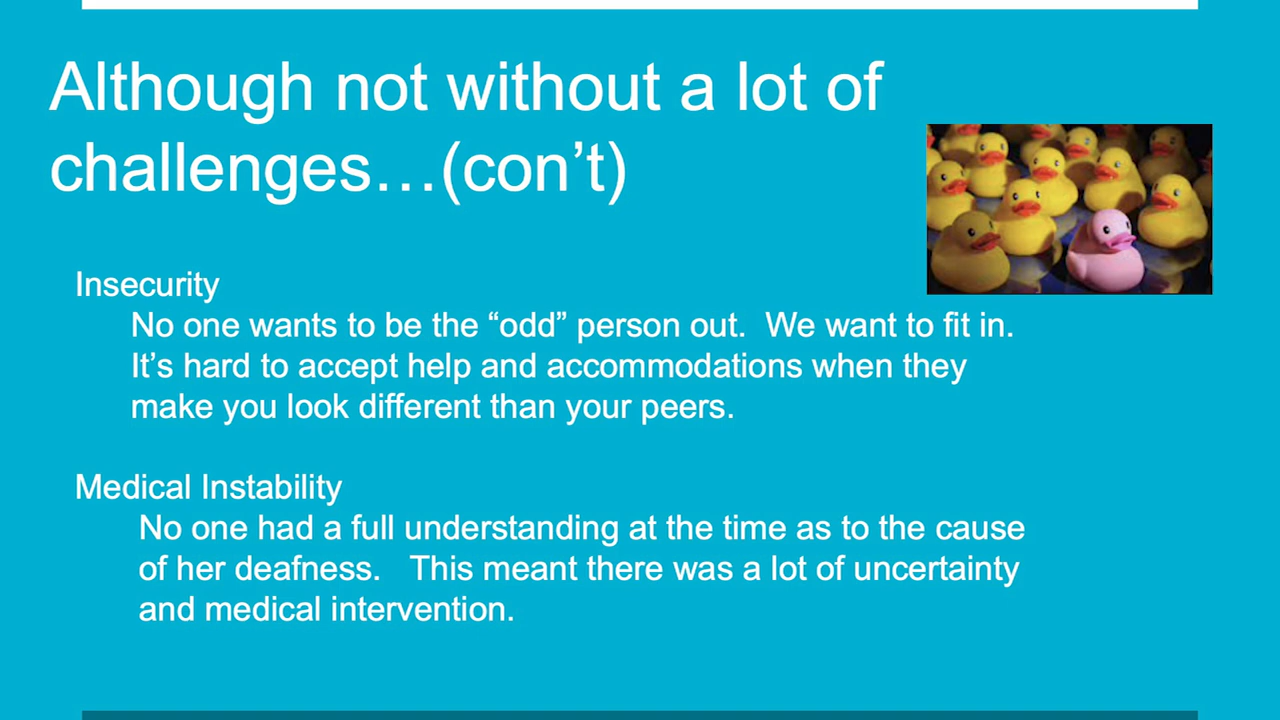 Although not without a lot of
challenges…(con’t)
Insecurity
No one wants to be the “odd” person out.  We want to fit in.
It’s hard to accept help and accommodations when they
make you look different than your peers.
Medical Instability
No one had a full understanding at the time as to the cause
of her deafness.   This meant there was a lot of uncertainty
and medical intervention.